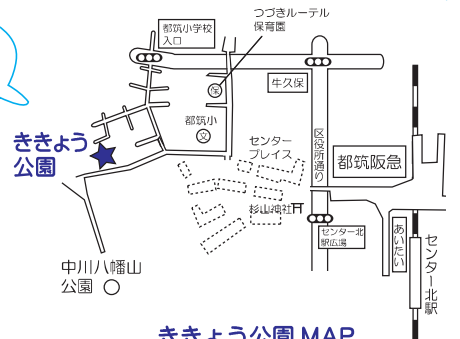 つづきルーテル
保育園
都筑小学校
入口
保
牛久保
都筑小
文
ききょう
公園
センター
プレイス
区役所通り
都筑阪急
杉山神社
センター北
駅広場
あいたい
センター北駅
中川八幡山
公園
ききょう公園 MAP